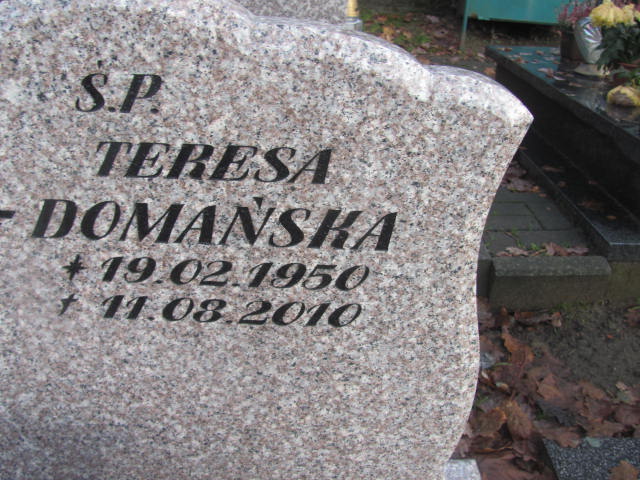 Ś.P.
TERESA
- DOMAŃSKA
* 19.02.1950
† 11.08.2010